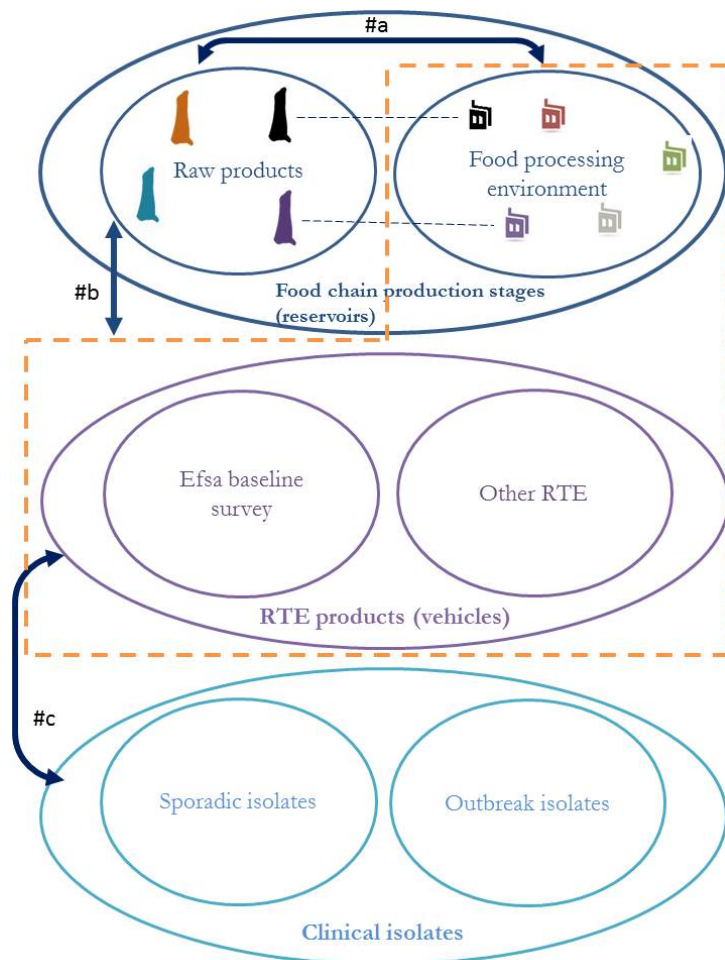 #a
Raw products
Food processing
environment
#b
Food chain production stages
(reservoirs)
Efsa baseline
survey
Other RTE
RTE products (vehicles)
#c
Sporadic isolates
Outbreak isolates
Clinical isolates